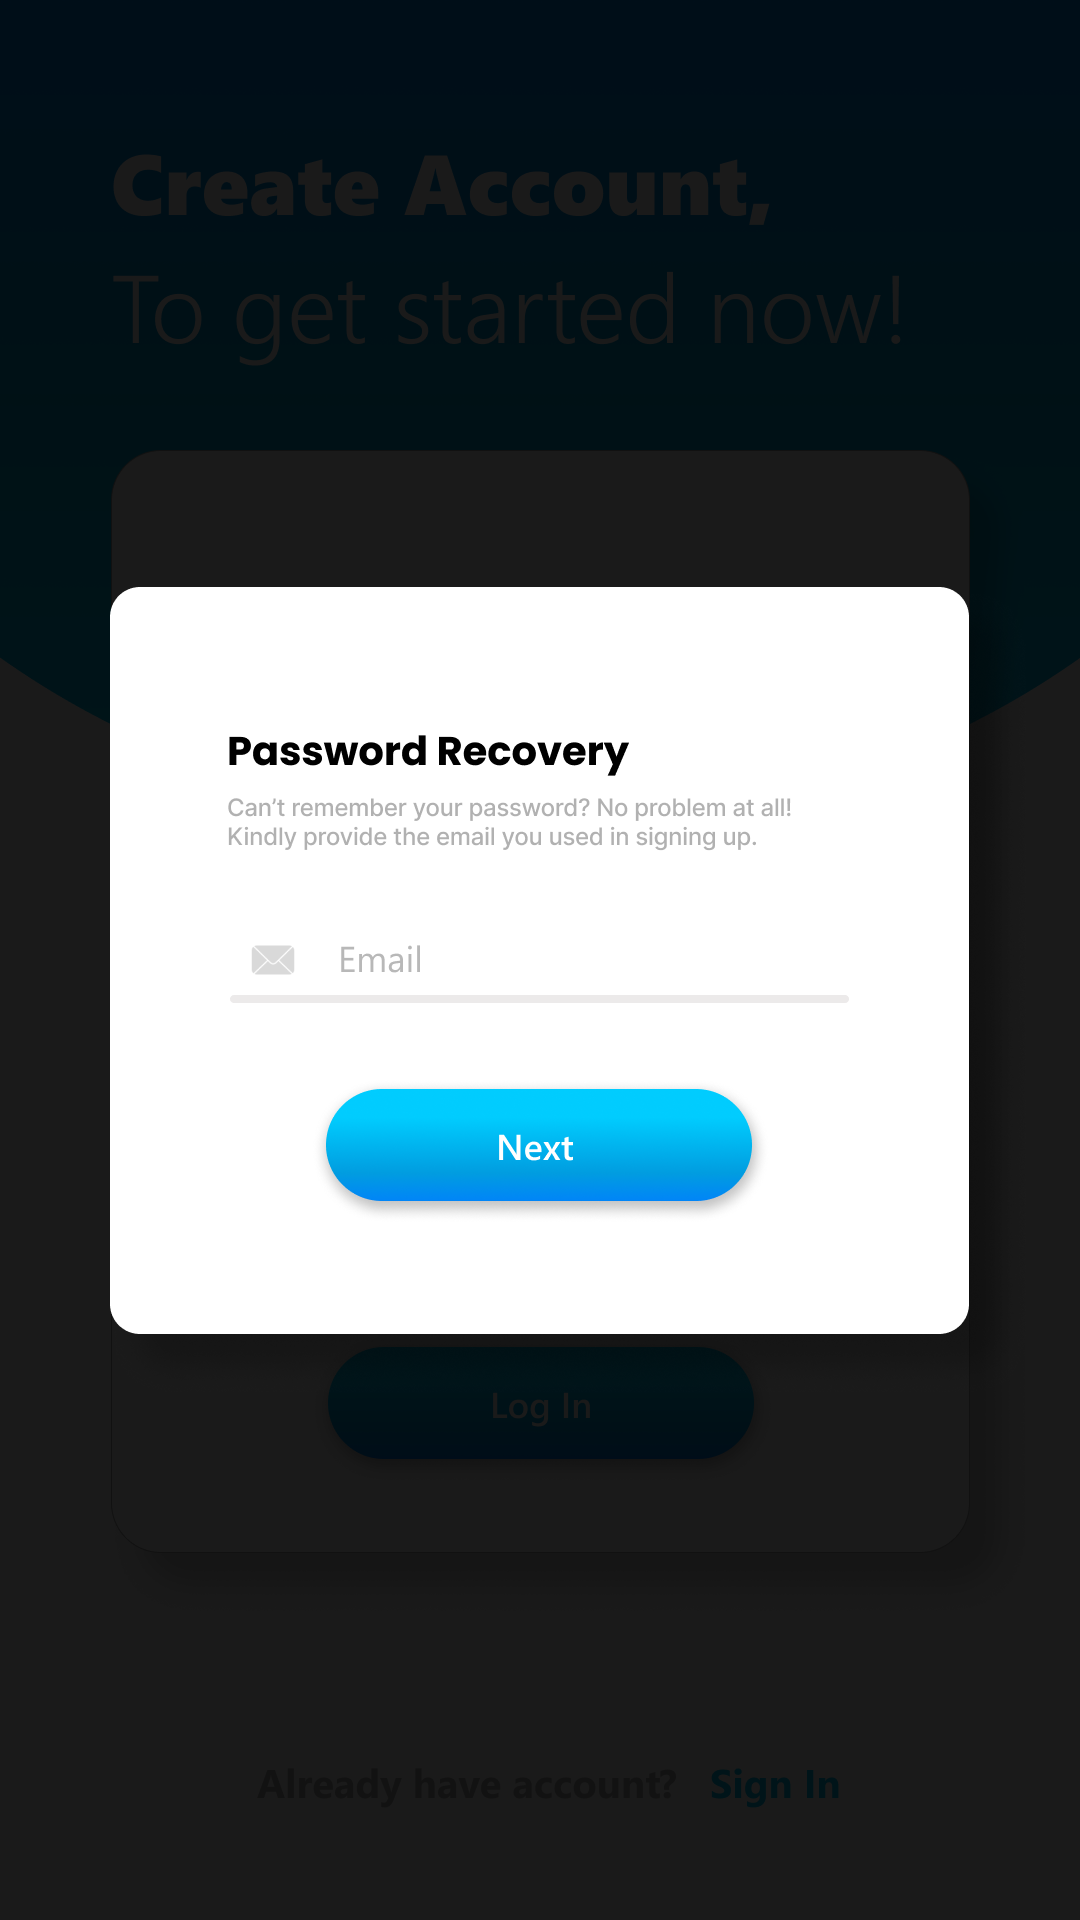 Create Account,
To get started now!
Password Recovery
Can’t remember your password? No problem at all!
Kindly provide the email you used in signing up.
Email
Next
Log In
Already have account? Sign In